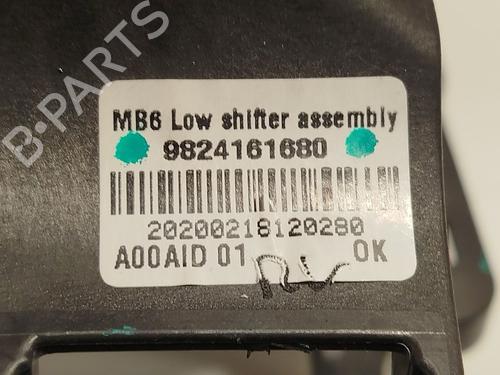 B-PARTS
MB6 Low shifter assembly
9824161680
20200218120280
A00AID 01 OK